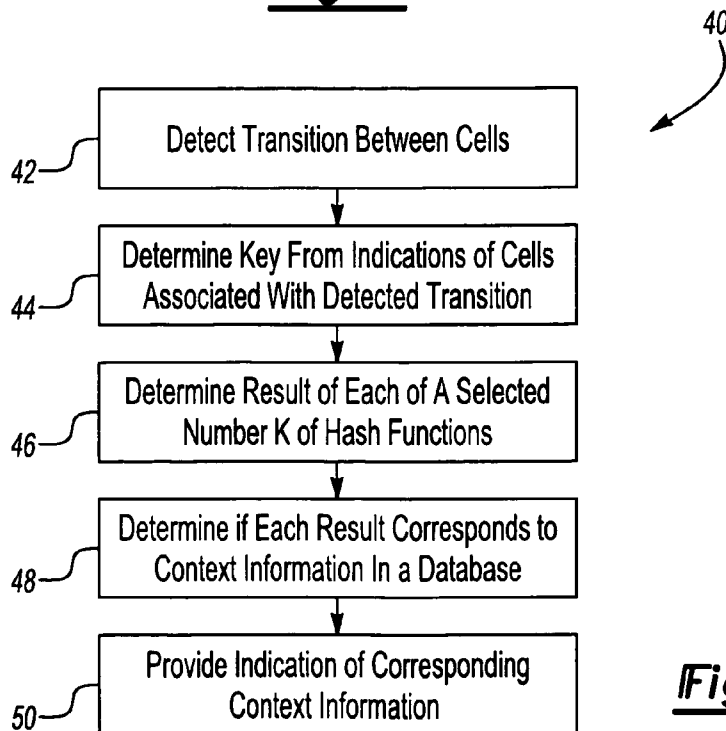 40
Detect Transition Between Cells
42
Determine Key From Indications of Cells
Associated With Detected Transition
44
Determine Result of Each of A Selected
Number K of Hash Functions
46
Determine if Each Result Corresponds to
Context Information In a Database
48
Provide Indication of Corresponding
Context Information
50